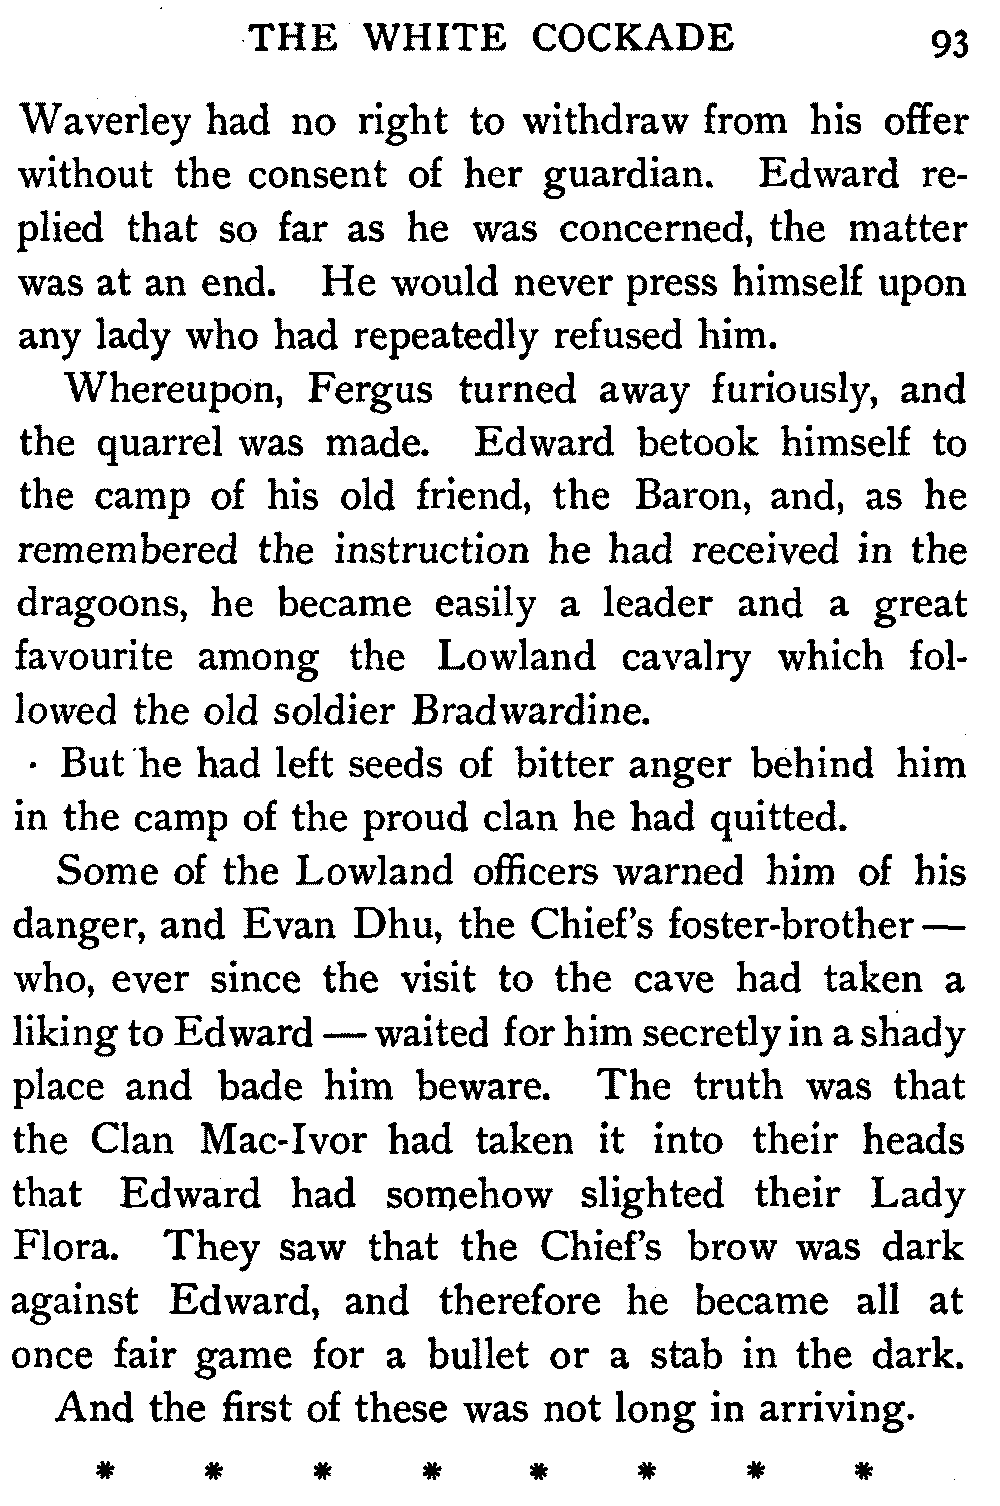 THE WHITE COCKADE 93
Waverley had no right to withdraw from his offer
without the consent of her guardian. Edward re-
plied that so far as he was concerned, the matter
was at an end. He would never press himself upon
any lady who had repeatedly refused him.
Whereupon, Fergus turned away furiously, and
the quarrel was made. Edward betook himself to
the camp of his old friend, the Baron, and, as he
remembered the instruction he had received in the
dragoons, he became easily a leader and a great
favourite among the Lowland cavalry which fol-
lowed the old soldier Bradwardine.
But he had left seeds of bitter anger behind him
in the camp of the proud clan he had quitted.
Some of the Lowland officers warned him of his
danger, and Evan Dhu, the Chief's foster-brother—
who, ever since the visit to the cave had taken a
liking to Edward — waited for him secretly in a shady
place and bade him beware. The truth was that
the Clan Mac-Ivor had taken it into their heads
that Edward had somehow slighted their Lady
Flora. They saw that the Chief's brow was dark
against Edward, and therefore he became all at
once fair game for a bullet or a stab in the dark.
And the first of these was not long in arriving.
* * * * * * * *